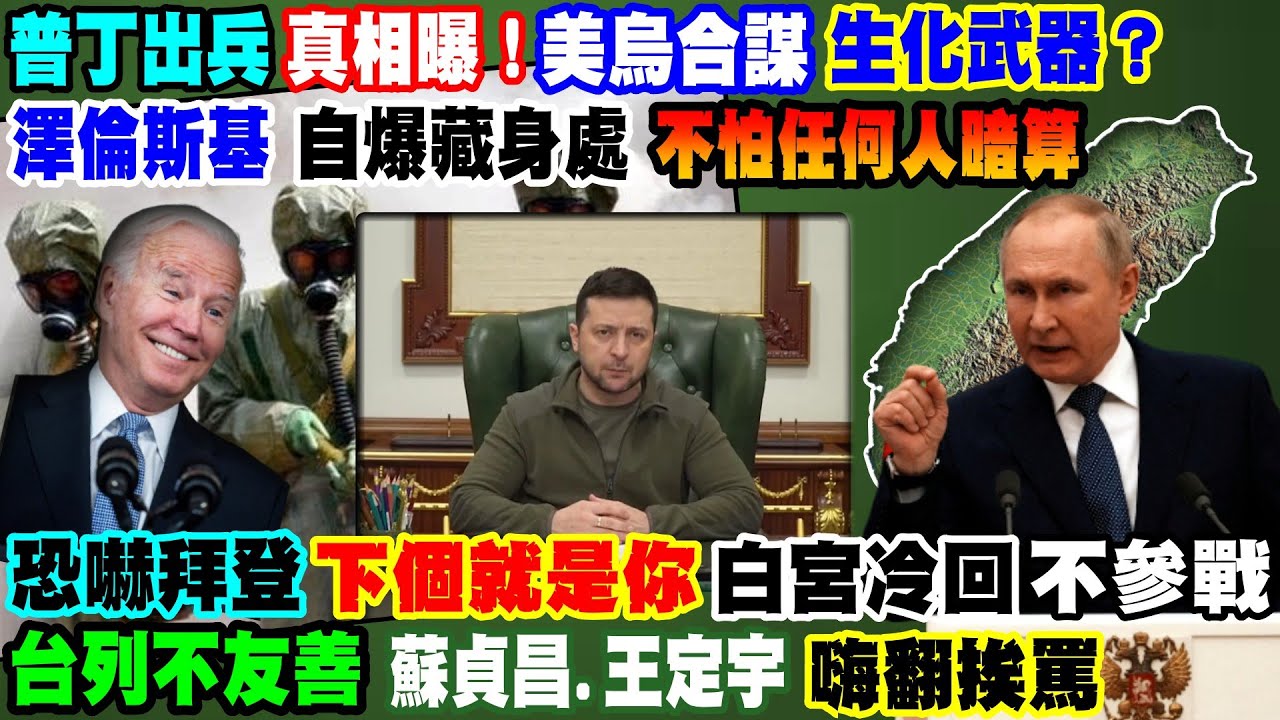 普丁出兵 真相曝！美烏合謀 生化武器？
澤倫斯基 自爆藏身處 不怕任何人暗算
恐嚇拜登 下個就是你 白宮冷回 不參戰
台列不友善 蘇貞昌.王定宇 嗨翻挨罵